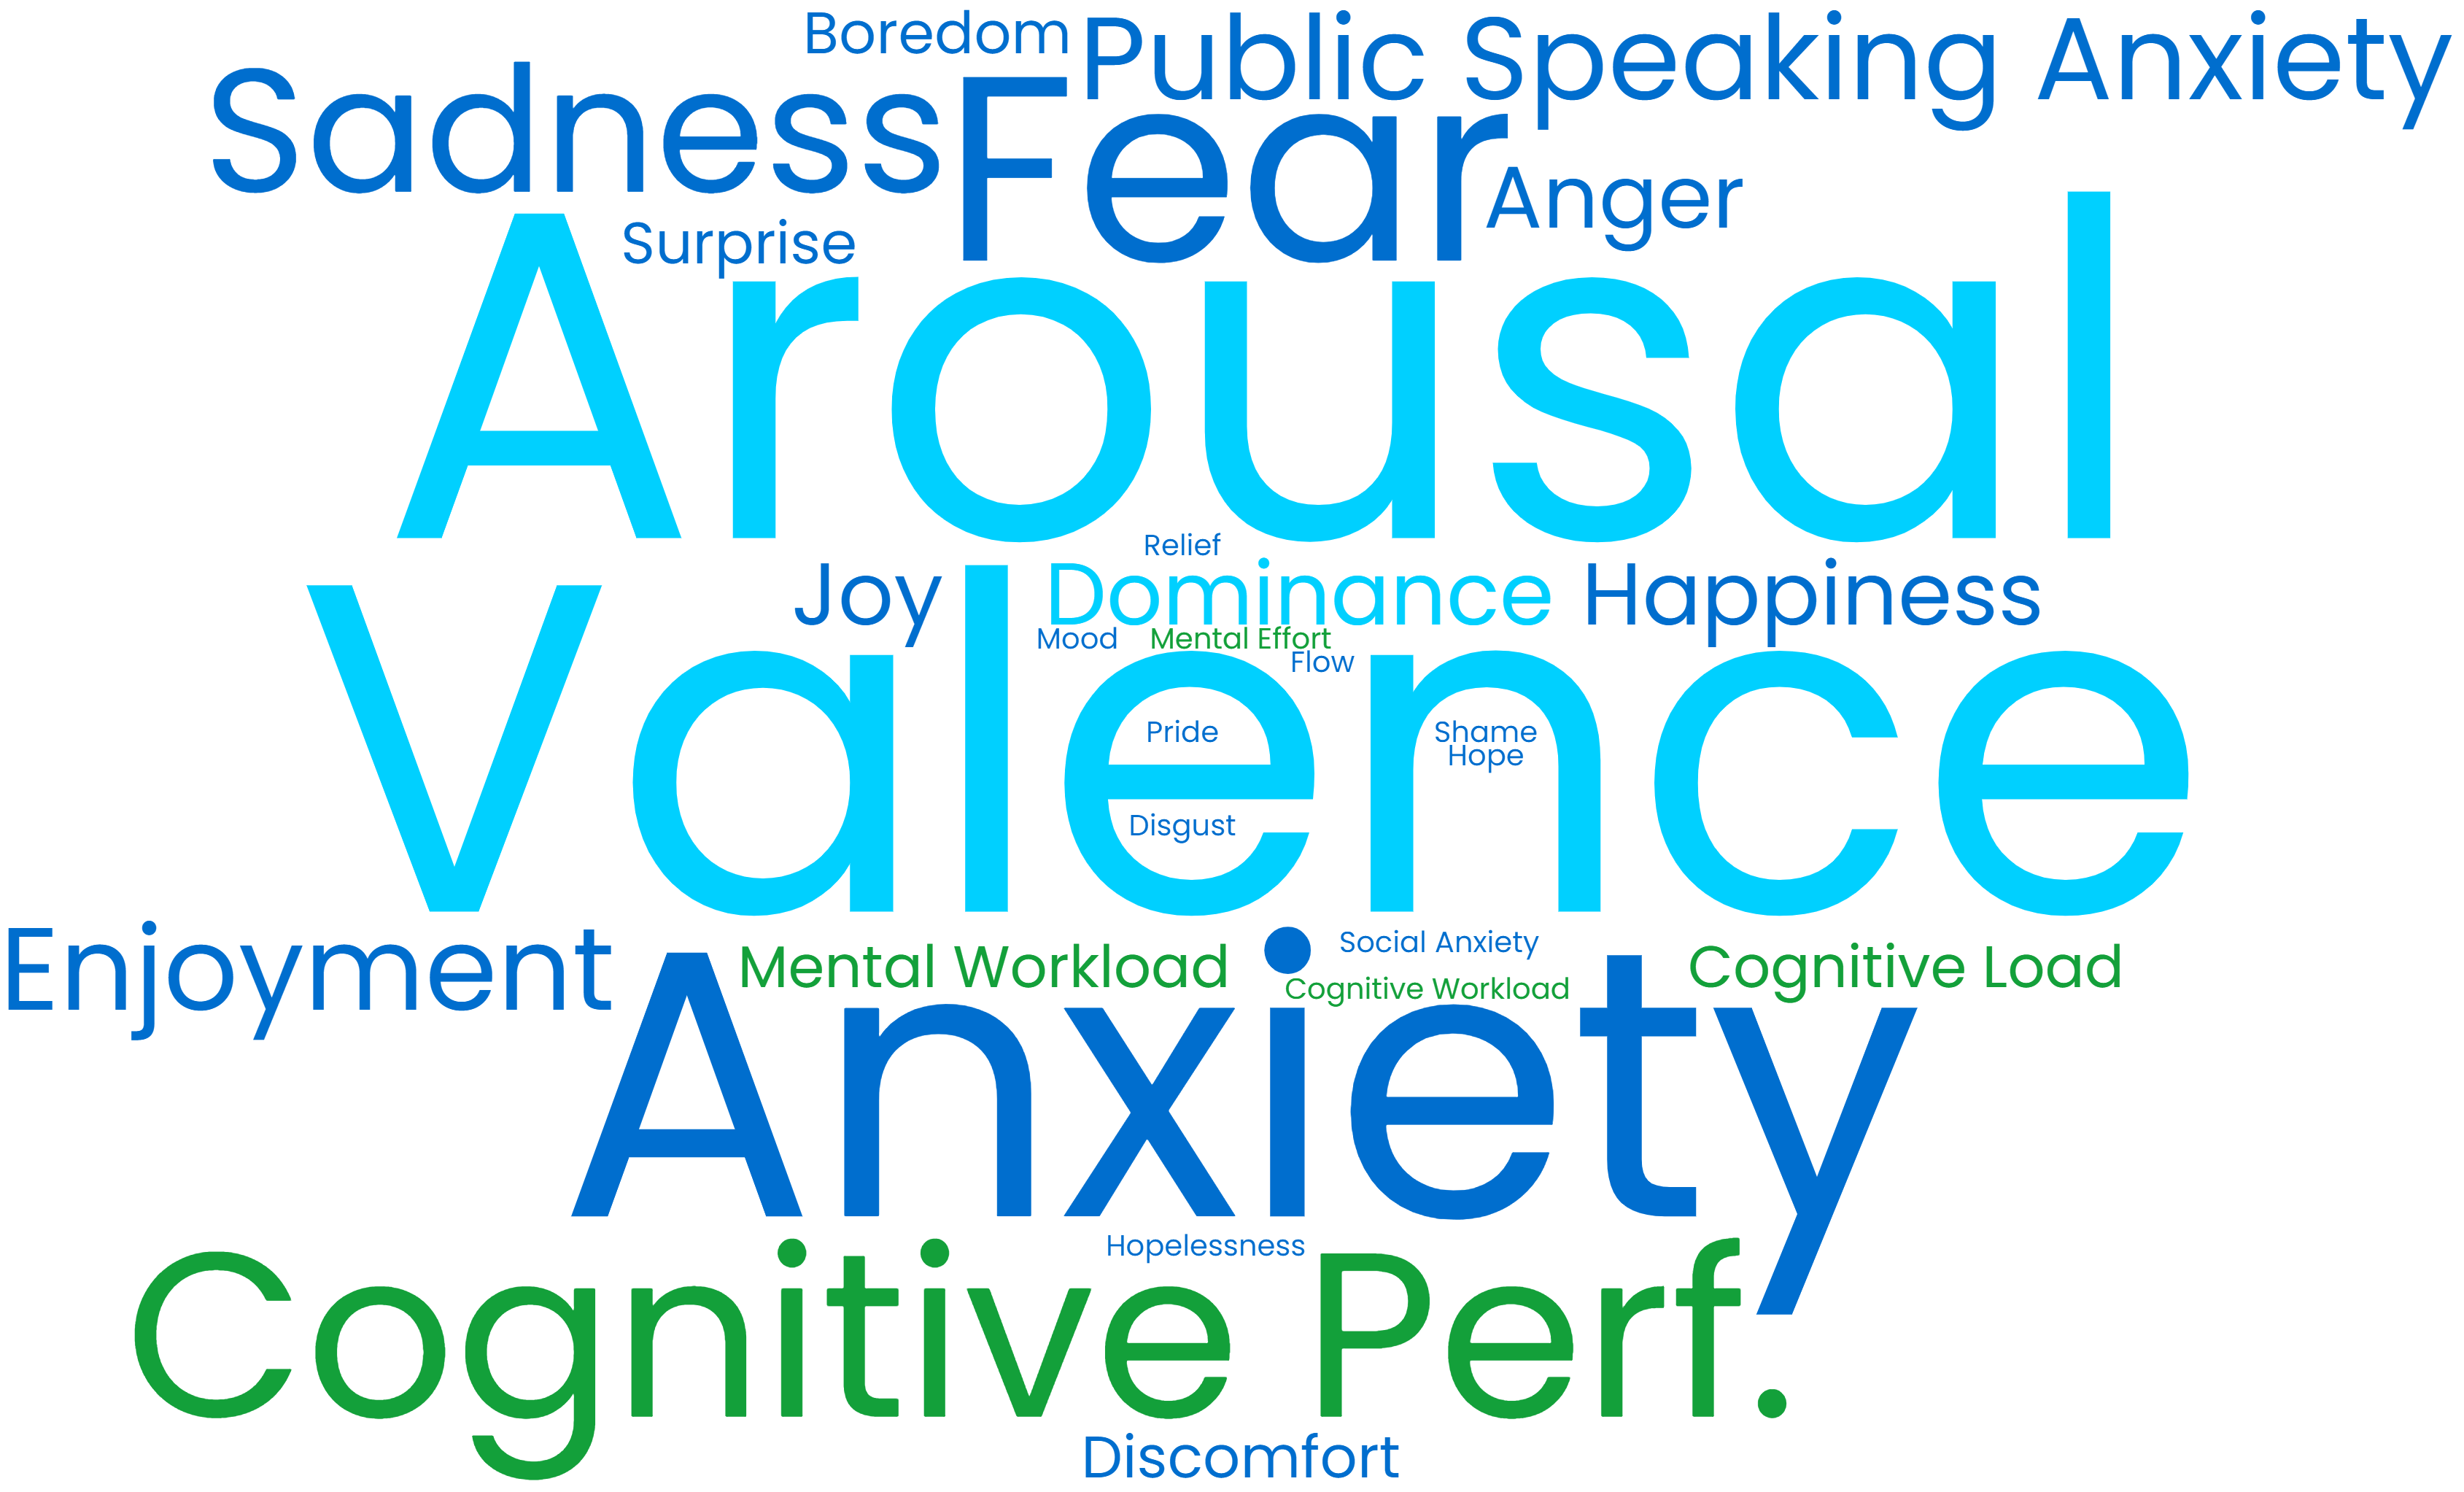 Boredom
Public Speaking Anxiety
Sadness
Fear
Anger
Surprise
Arousal
Relief
Joy
Dominance
Happiness
Mood
Mental Effort
Flow
Valence
Pride
Shame
Hope
Disgust
Enjoyment
Mental Workload
Social Anxiety
Cognitive Load
Cognitive Workload
Anxiety
Hopelessness
Cognitive Perf.
Discomfort